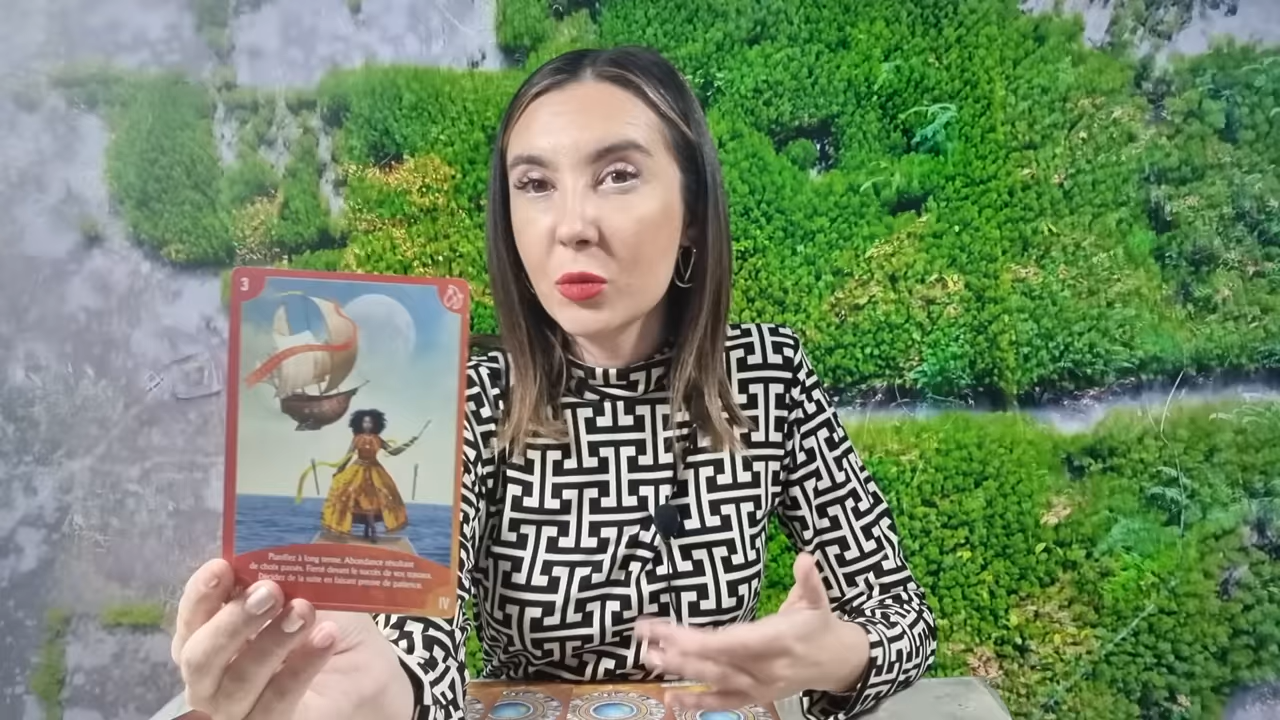 3
Planifiez à long terme. Abondance résultant
de choix passés. Fierté devant le succès de vos travaux.
Décidez de la suite en faisant preuve de patience.
IV